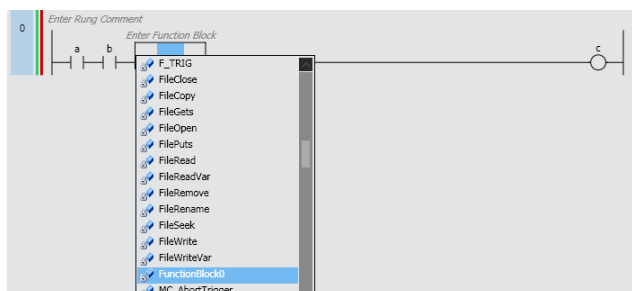 Enter Rung Comment
0
Enter Function Block
a b c
F_TRIG
FileClose
FileCopy
FileGets
FileOpen
FilePuts
FileRead
FileReadVar
FileRemove
FileRename
FileSeek
FileWrite
FileWriteVar
FunctionBlock0
MC_AbortTrigger